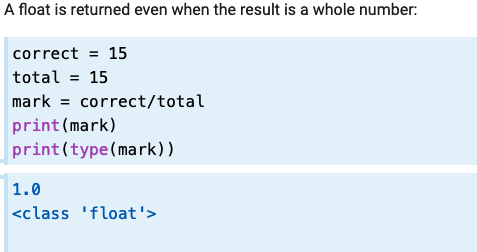 A float is returned even when the result is a whole number:
correct = 15
total = 15
mark = correct/total
print(mark)
print(type(mark))
1.0
<class 'float'>